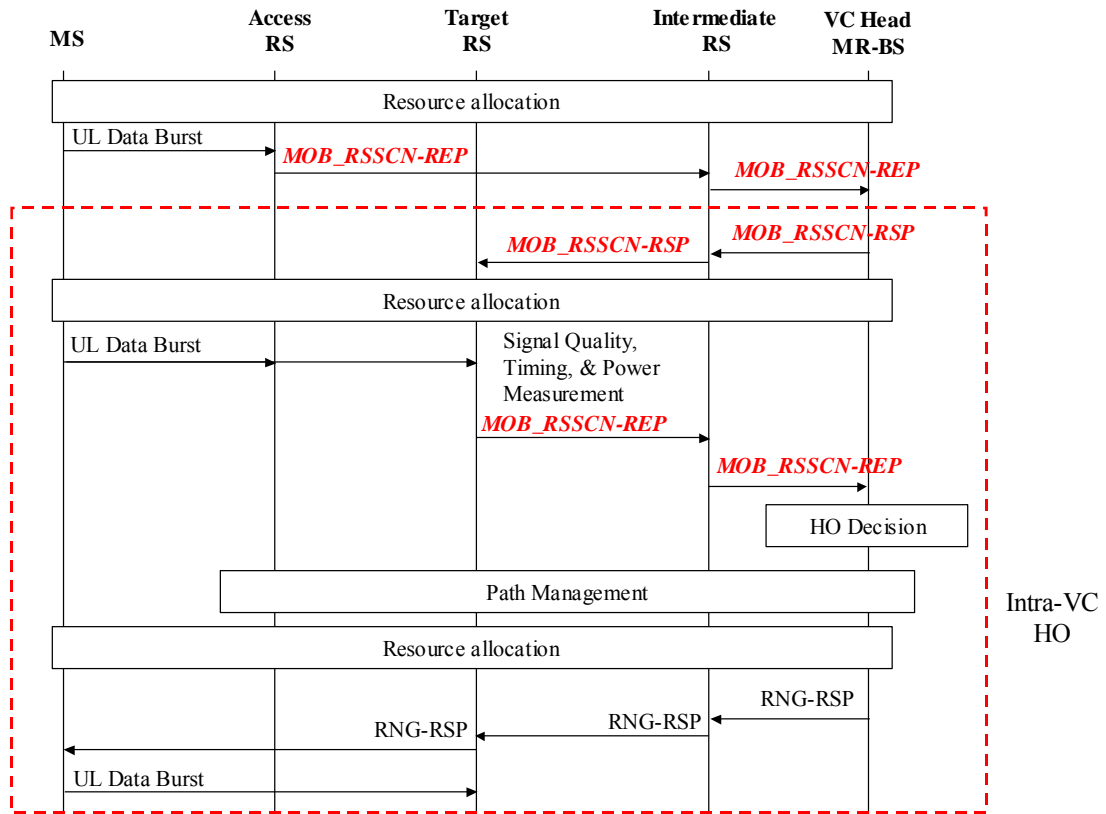 MS
Access
RS
Target
RS
Intermediate
RS
VC Head
MR-BS
Resource allocation
UL Data Burst
MOB_RSSCN-REP
MOB_RSSCN-REP
MOB_RSSCN-RSP
MOB_RSSCN-RSP
Resource allocation
UL Data Burst
Signal Quality,
Timing, & Power
Measurement
MOB_RSSCN-REP
MOB_RSSCN-REP
HO Decision
Path Management
Intra-VC
HO
Resource allocation
RNG-RSP
RNG-RSP
RNG-RSP
UL Data Burst